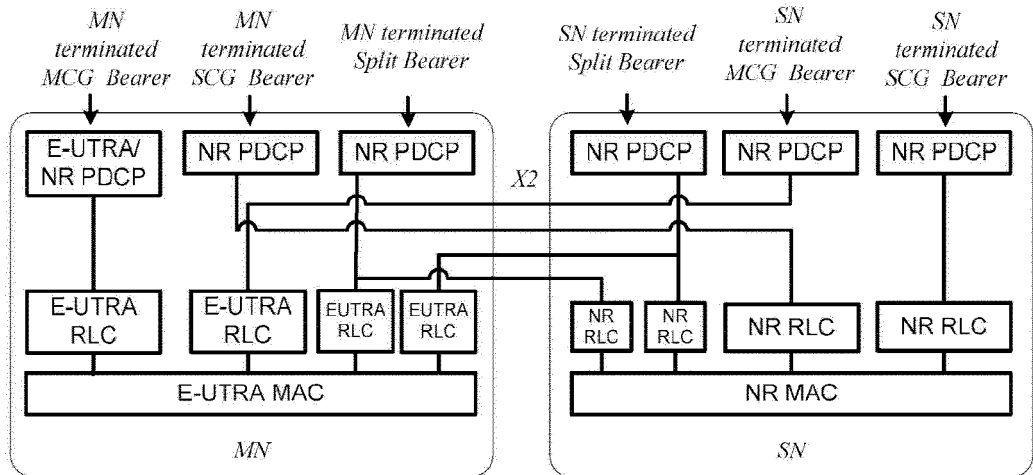 MN
terminated
MCG Bearer
MN
terminated
SCG Bearer
MN terminated
Split Bearer
SN terminated
Split Bearer
SN
terminated
MCG Bearer
SN
terminated
SCG Bearer
E-UTRA/
NR PDCP
NR PDCP
NR PDCP
X2
NR PDCP
NR PDCP
NR PDCP
E-UTRA
RLC
E-UTRA
RLC
EUTRA
RLC
EUTRA
RLC
NR
RLC
NR
RLC
NR RLC
NR RLC
E-UTRA MAC
NR MAC
MN
SN